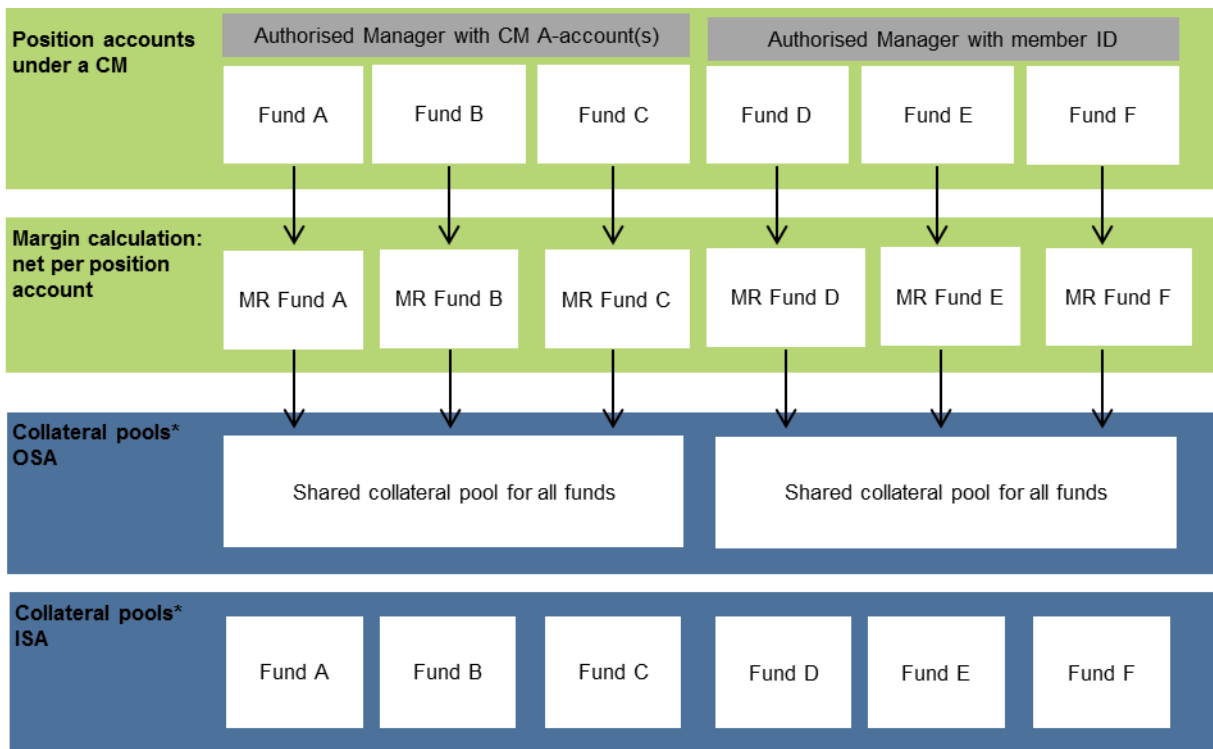 Position accounts
under a CM
Authorised Manager with CM A-account(s)
Authorised Manager with member ID
Fund A
Fund B
Fund C
Fund D
Fund E
Fund F
Margin calculation:
net per position
account
MR Fund A
MR Fund B
MR Fund C
MR Fund D
MR Fund E
MR Fund F
Collateral pools*
OSA
Shared collateral pool for all funds
Shared collateral pool for all funds
Collateral pools*
ISA
Fund A
Fund B
Fund C
Fund D
Fund E
Fund F